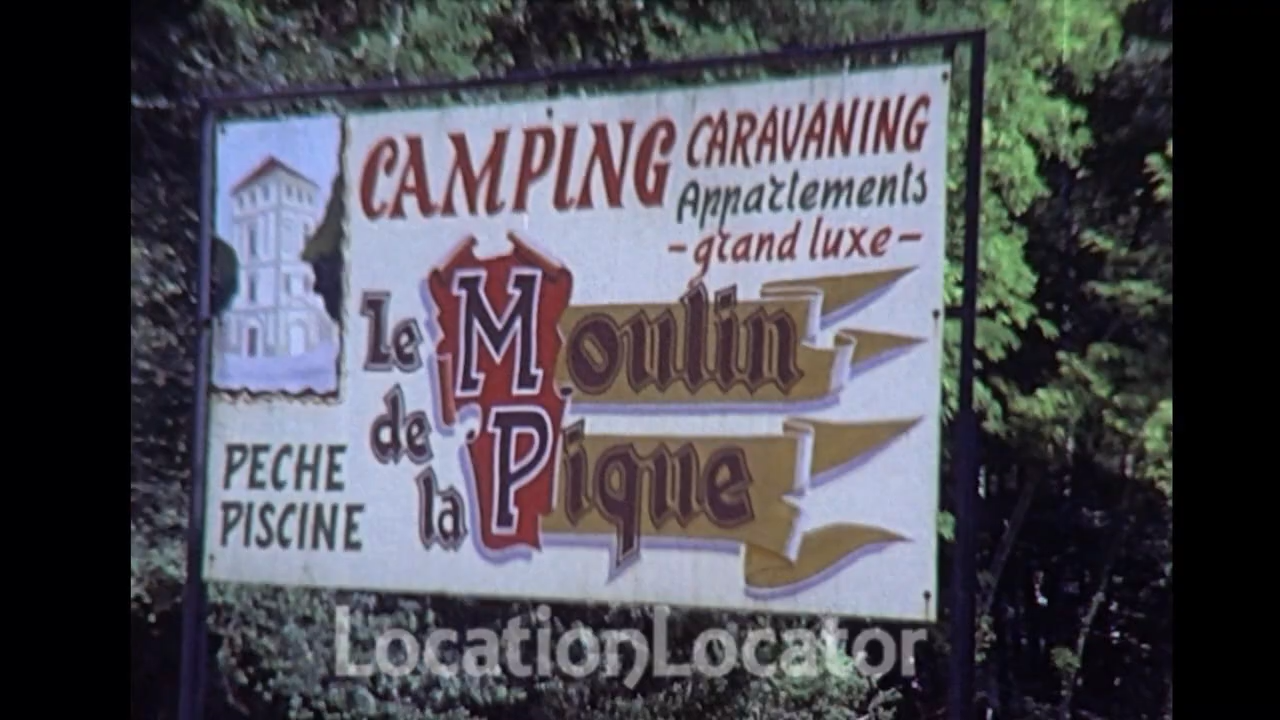 CAMPING
CARAVANING
Appartements
-grand luxe-
Le Moulin
de
la Pique
PECHE
PISCINE
LocationLocator